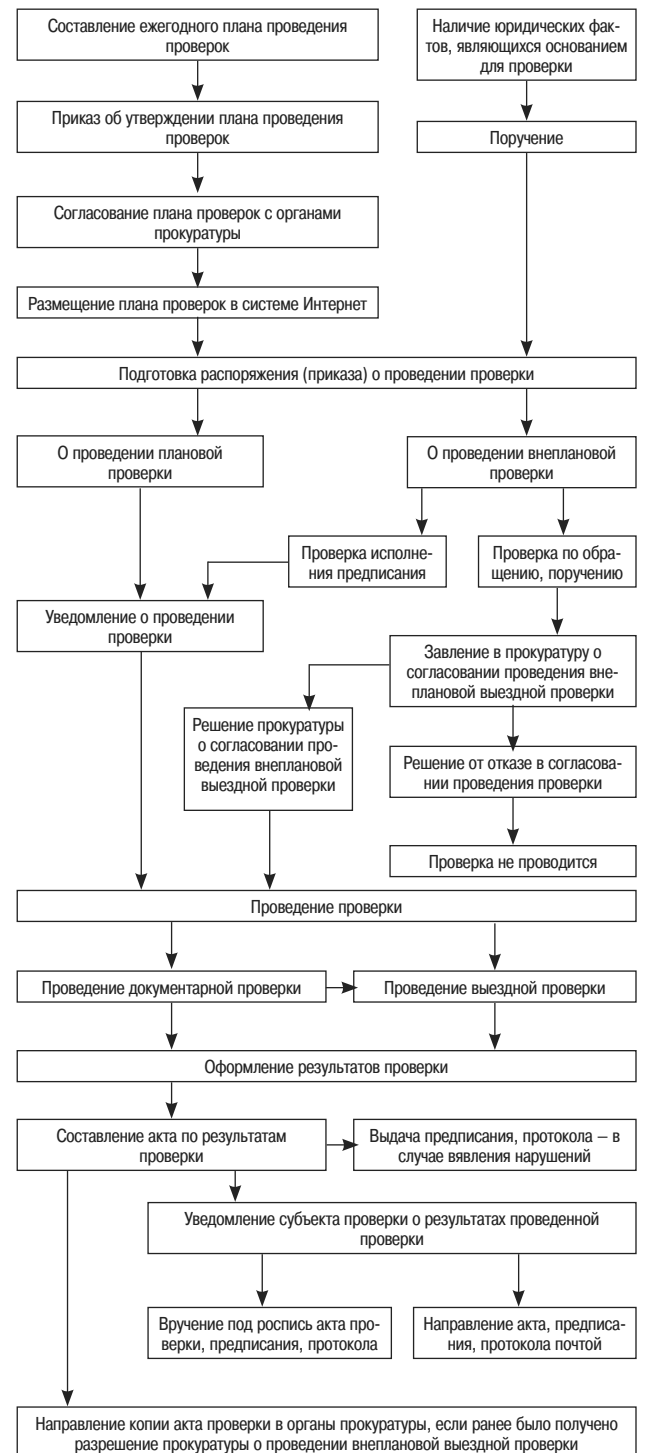 Составление ежегодного плана проведения
проверок
Наличие юридических фак-
тов, являющихся основанием
для проверки
Приказ об утверждении плана проведения
проверок
Поручение
Согласование плана проверок с органами
прокуратуры
Размещение плана проверок в системе Интернет
Подготовка распоряжения (приказа) о проведении проверки
О проведении плановой
проверки
О проведении внеплановой
проверки
Проверка исполне-
ния предписания
Проверка по обра-
щению, поручению
Уведомление о проведении
проверки
Завление в прокуратуру о
согласовании проведения вне-
плановой выездной проверки
Решение прокуратуры
о согласовании про-
ведения внеплановой
выездной проверки
Решение от отказе в согласова-
нии проведения проверки
Проверка не проводится
Проведение проверки
Проведение документарной проверки
Проведение выездной проверки
Оформление результатов проверки
Составление акта по результатам
проверки
Выдача предписания, протокола – в
случае вявления нарушений
Уведомление субъекта проверки о результатах проведенной
проверки
Вручение под роспись акта про-
верки, предписания, протокола
Направление акта, предписа-
ния, протокола почтой
Направление копии акта проверки в органы прокуратуры, если ранее было получено
разрешение прокуратуры о проведении внеплановой выездной проверки